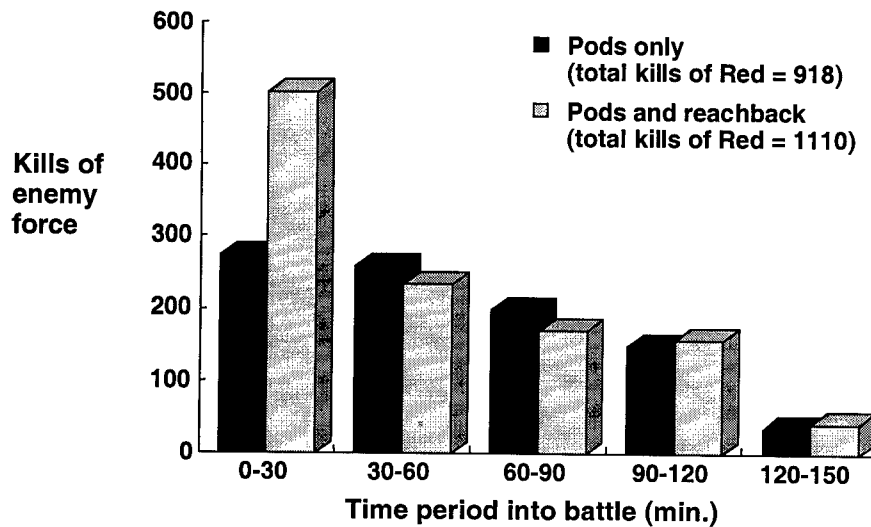 600
500
400
300
200
100
0
Kills of
enemy
force
Pods only
(total kills of Red = 918)
Pods and reachback
(total kills of Red = 1110)
0-30
30-60
60-90
90-120
120-150
Time period into battle (min.)